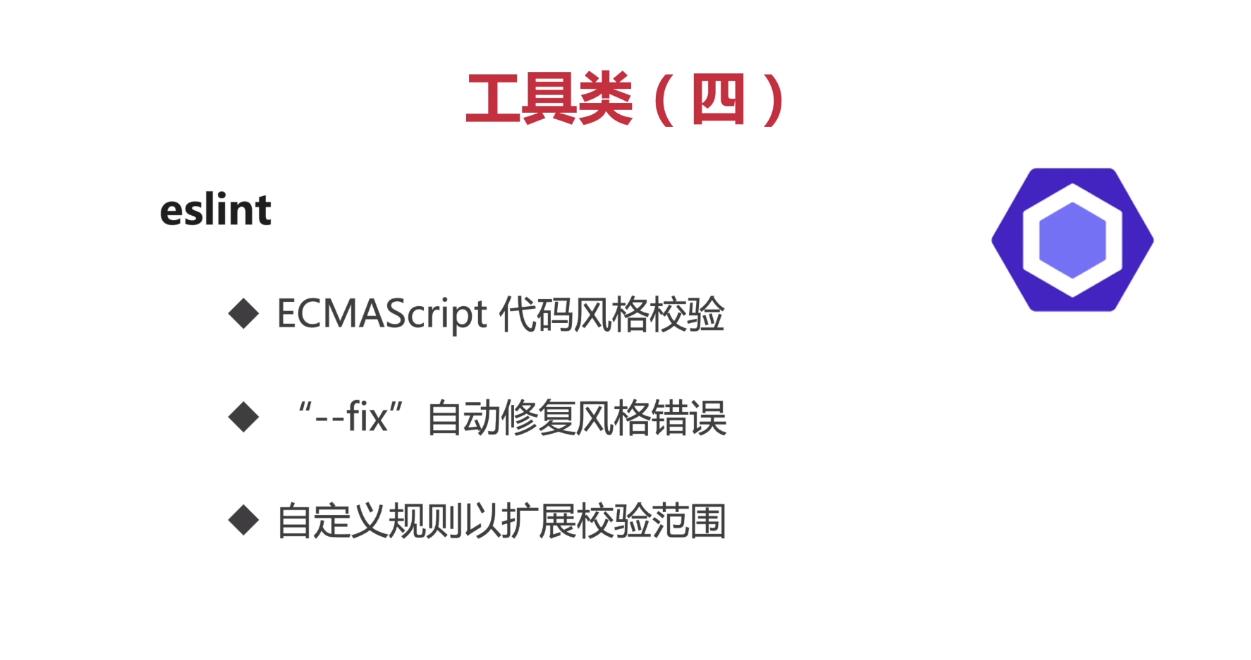 工具类（四）
eslint
◆ ECMAScript 代码风格校验
◆ “--fix”自动修复风格错误
◆ 自定义规则以扩展校验范围